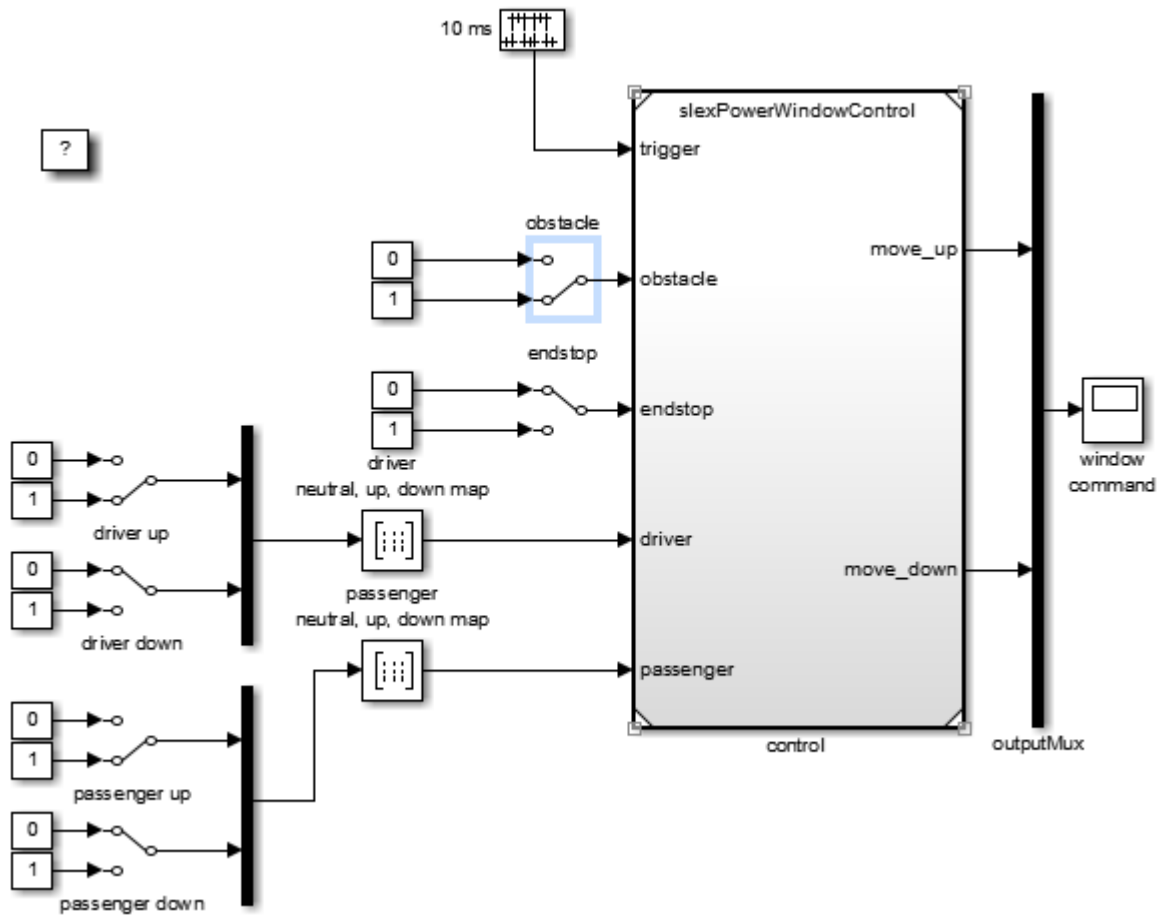 10 ms
slexPowerWindowControl
?
trigger
obstacle
0
1
obstacle
move_up
endstop
0
1
endstop
driver
neutral, up, down map
0
1
driver up
driver
window
command
0
1
driver down
passenger
neutral, up, down map
move_down
passenger
control
outputMux
0
1
passenger up
0
1
passenger down